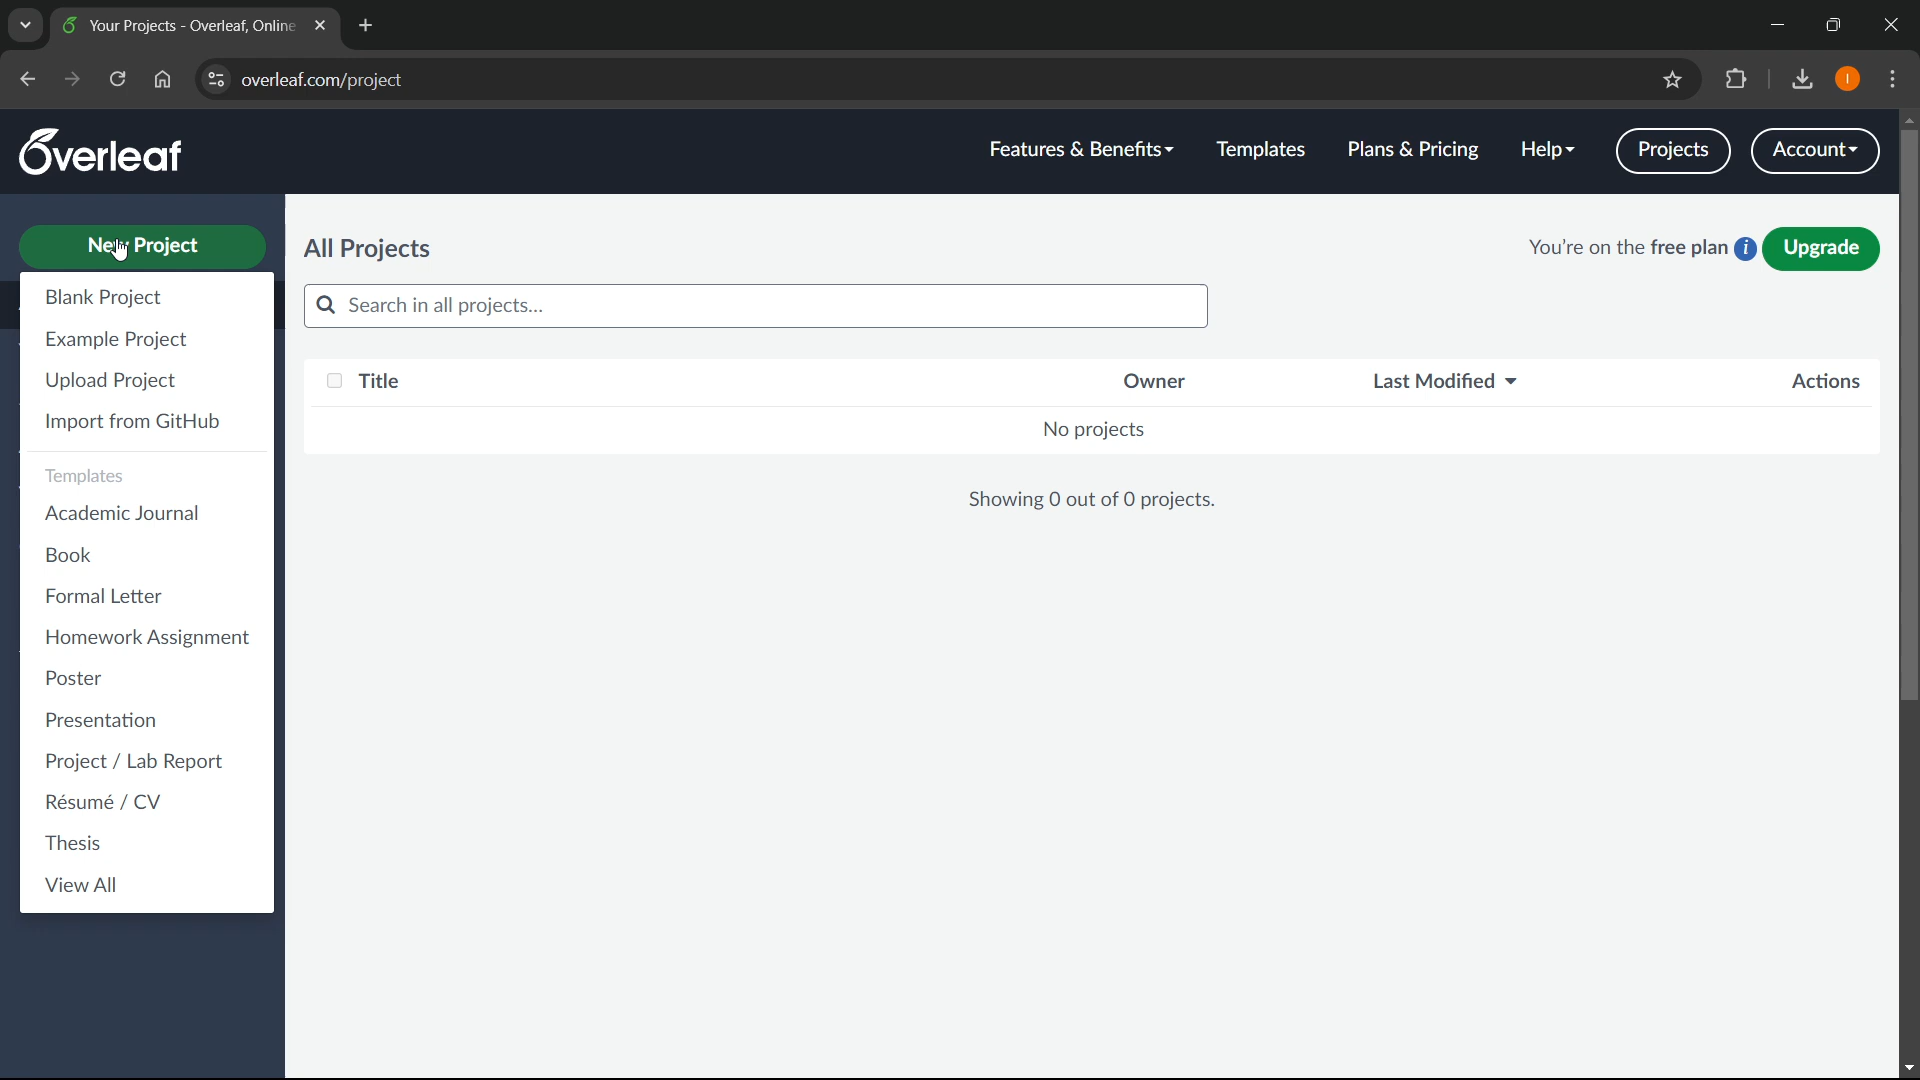 Your Projects - Overleaf, Online
overleaf.com/project
I
Overleaf
Features & Benefits
Templates
Plans & Pricing
Help
Projects
Account
New Project
All Projects
You're on the free plan i
Upgrade
Blank Project
Example Project
Upload Project
Import from GitHub
Templates
Academic Journal
Book
Formal Letter
Homework Assignment
Poster
Presentation
Project / Lab Report
Résumé / CV
Thesis
View All
Search in all projects...
Title Owner Last Modified Actions
No projects
Showing 0 out of 0 projects.